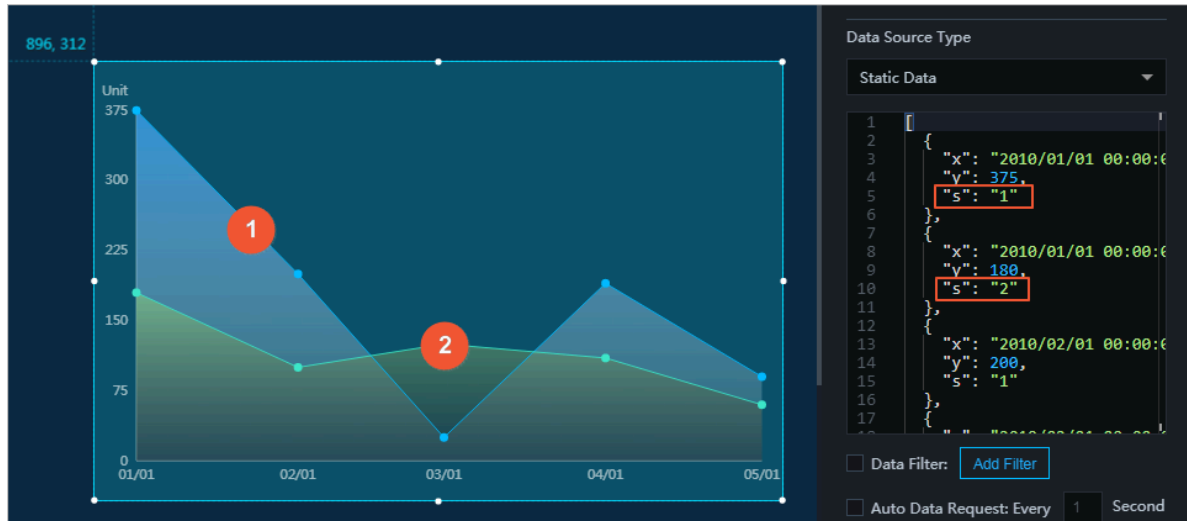 896, 312
Unit
375
300
225
150
75
0
01/01
02/01
03/01
04/01
05/01
1
2
Data Source Type
Static Data
1 [
2 {
3 "x": "2010/01/01 00:00:0
4 "y": 375,
5 "s": "1"
6 },
7 {
8 "x": "2010/01/01 00:00:0
9 "y": 180,
10 "s": "2"
11 },
12 {
13 "x": "2010/02/01 00:00:0
14 "y": 200,
15 "s": "1"
16 },
17 {
Data Filter: Add Filter
Auto Data Request: Every 1 Second